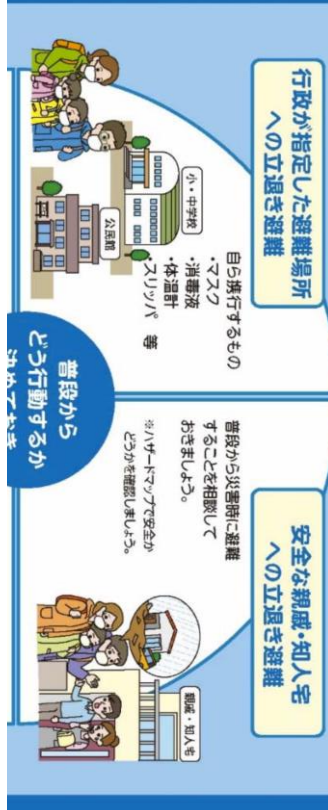 行政が指定した避難場所
への立退き避難
自ら携行するもの
・マスク
・消毒液
・体温計
・スリッパ 等
小・中学校
公民館
安全な親戚・知人宅
への立退き避難
普段から災害時に避難
することを相談して
おきましょう。
※ハザードマップで安全か
どうかを確認しましょう。
親戚・知人宅
普段から
どう行動するか
決めておき